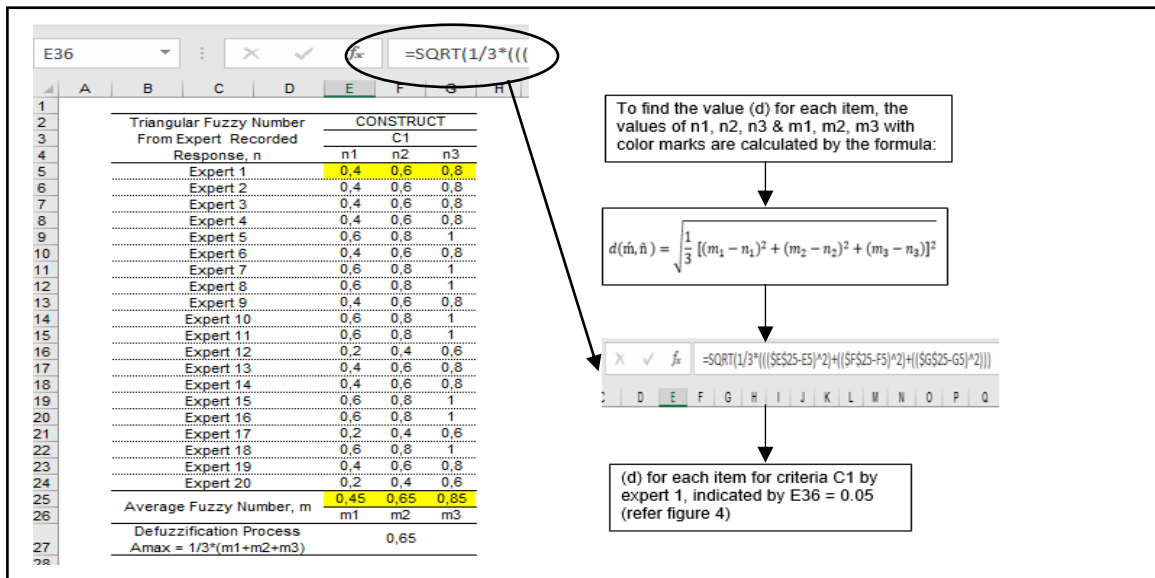 E36 fx =SQRT(1/3*(((
A B C D E F G H
1
2 Triangular Fuzzy Number CONSTRUCT
3 From Expert Recorded C1
4 Response, n n1 n2 n3
5 Expert 1 0,4 0,6 0,8
6 Expert 2 0,4 0,6 0,8
7 Expert 3 0,4 0,6 0,8
8 Expert 4 0,4 0,6 0,8
9 Expert 5 0,6 0,8 1
10 Expert 6 0,4 0,6 0,8
11 Expert 7 0,6 0,8 1
12 Expert 8 0,6 0,8 1
13 Expert 9 0,4 0,6 0,8
14 Expert 10 0,6 0,8 1
15 Expert 11 0,6 0,8 1
16 Expert 12 0,2 0,4 0,6
17 Expert 13 0,4 0,6 0,8
18 Expert 14 0,4 0,6 0,8
19 Expert 15 0,6 0,8 1
20 Expert 16 0,6 0,8 1
21 Expert 17 0,2 0,4 0,6
22 Expert 18 0,6 0,8 1
23 Expert 19 0,4 0,6 0,8
24 Expert 20 0,2 0,4 0,6
25 0,45 0,65 0,85
Average Fuzzy Number, m
26 m1 m2 m3
Defuzzification Process
0,65
27 Amax = 1/3*(m1+m2+m3)
28
To find the value (d) for each item, the
values of n1, n2, n3 & m1, m2, m3 with
color marks are calculated by the formula:
d(ḿ,ñ) = √1/3 [(m₁ − n₁)² + (m₂ − n₂)² + (m₃ − n₃)]²
fx =SQRT(1/3*((($E$25-E5)^2)+(($F$25-F5)^2)+(($G$25-G5)^2)))
D E F G H I J K L M N O P Q
(d) for each item for criteria C1 by
expert 1, indicated by E36 = 0.05
(refer figure 4)